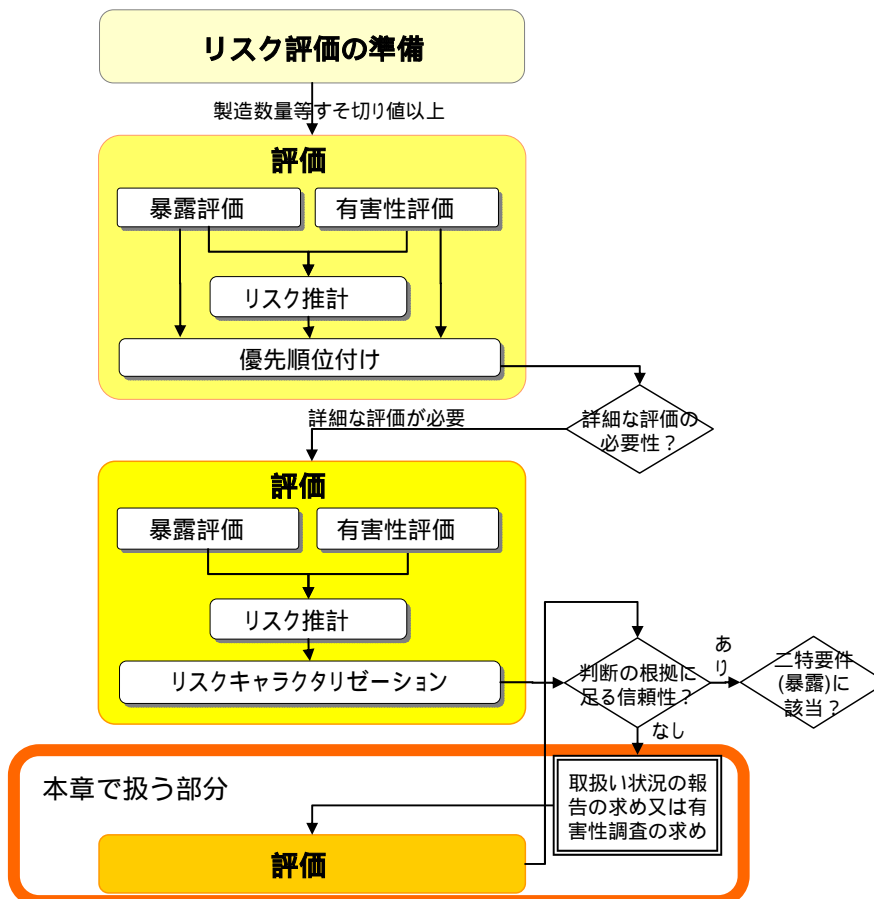 リスク評価の準備
製造数量等すそ切り値以上
評価
暴露評価
有害性評価
リスク推計
優先順位付け
詳細な評価の
必要性？
詳細な評価が必要
評価
暴露評価
有害性評価
リスク推計
リスクキャラクタリゼーション
判断の根拠に
足る信頼性？
あり
二特要件
(暴露)に
該当？
なし
本章で扱う部分
取扱い状況の報
告の求め又は有
害性調査の求め
評価